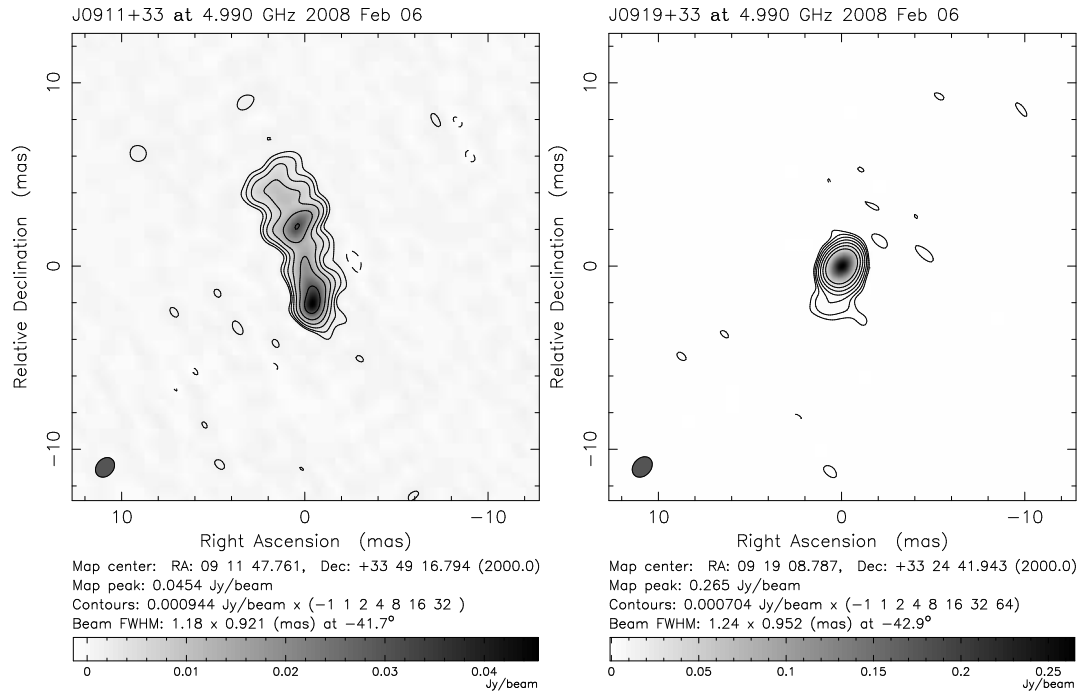 J0911+33 at 4.990 GHz 2008 Feb 06
10
0
−10
Relative Declination (mas)
10 0 −10
Right Ascension (mas)
Map center: RA: 09 11 47.761, Dec: +33 49 16.794 (2000.0)
Map peak: 0.0454 Jy/beam
Contours: 0.000944 Jy/beam x (−1 1 2 4 8 16 32 )
Beam FWHM: 1.18 x 0.921 (mas) at −41.7°
0 0.01 0.02 0.03 0.04
Jy/beam
J0919+33 at 4.990 GHz 2008 Feb 06
10
0
−10
Relative Declination (mas)
10 0 −10
Right Ascension (mas)
Map center: RA: 09 19 08.787, Dec: +33 24 41.943 (2000.0)
Map peak: 0.265 Jy/beam
Contours: 0.000704 Jy/beam x (−1 1 2 4 8 16 32 64)
Beam FWHM: 1.24 x 0.952 (mas) at −42.9°
0 0.05 0.1 0.15 0.2 0.25
Jy/beam